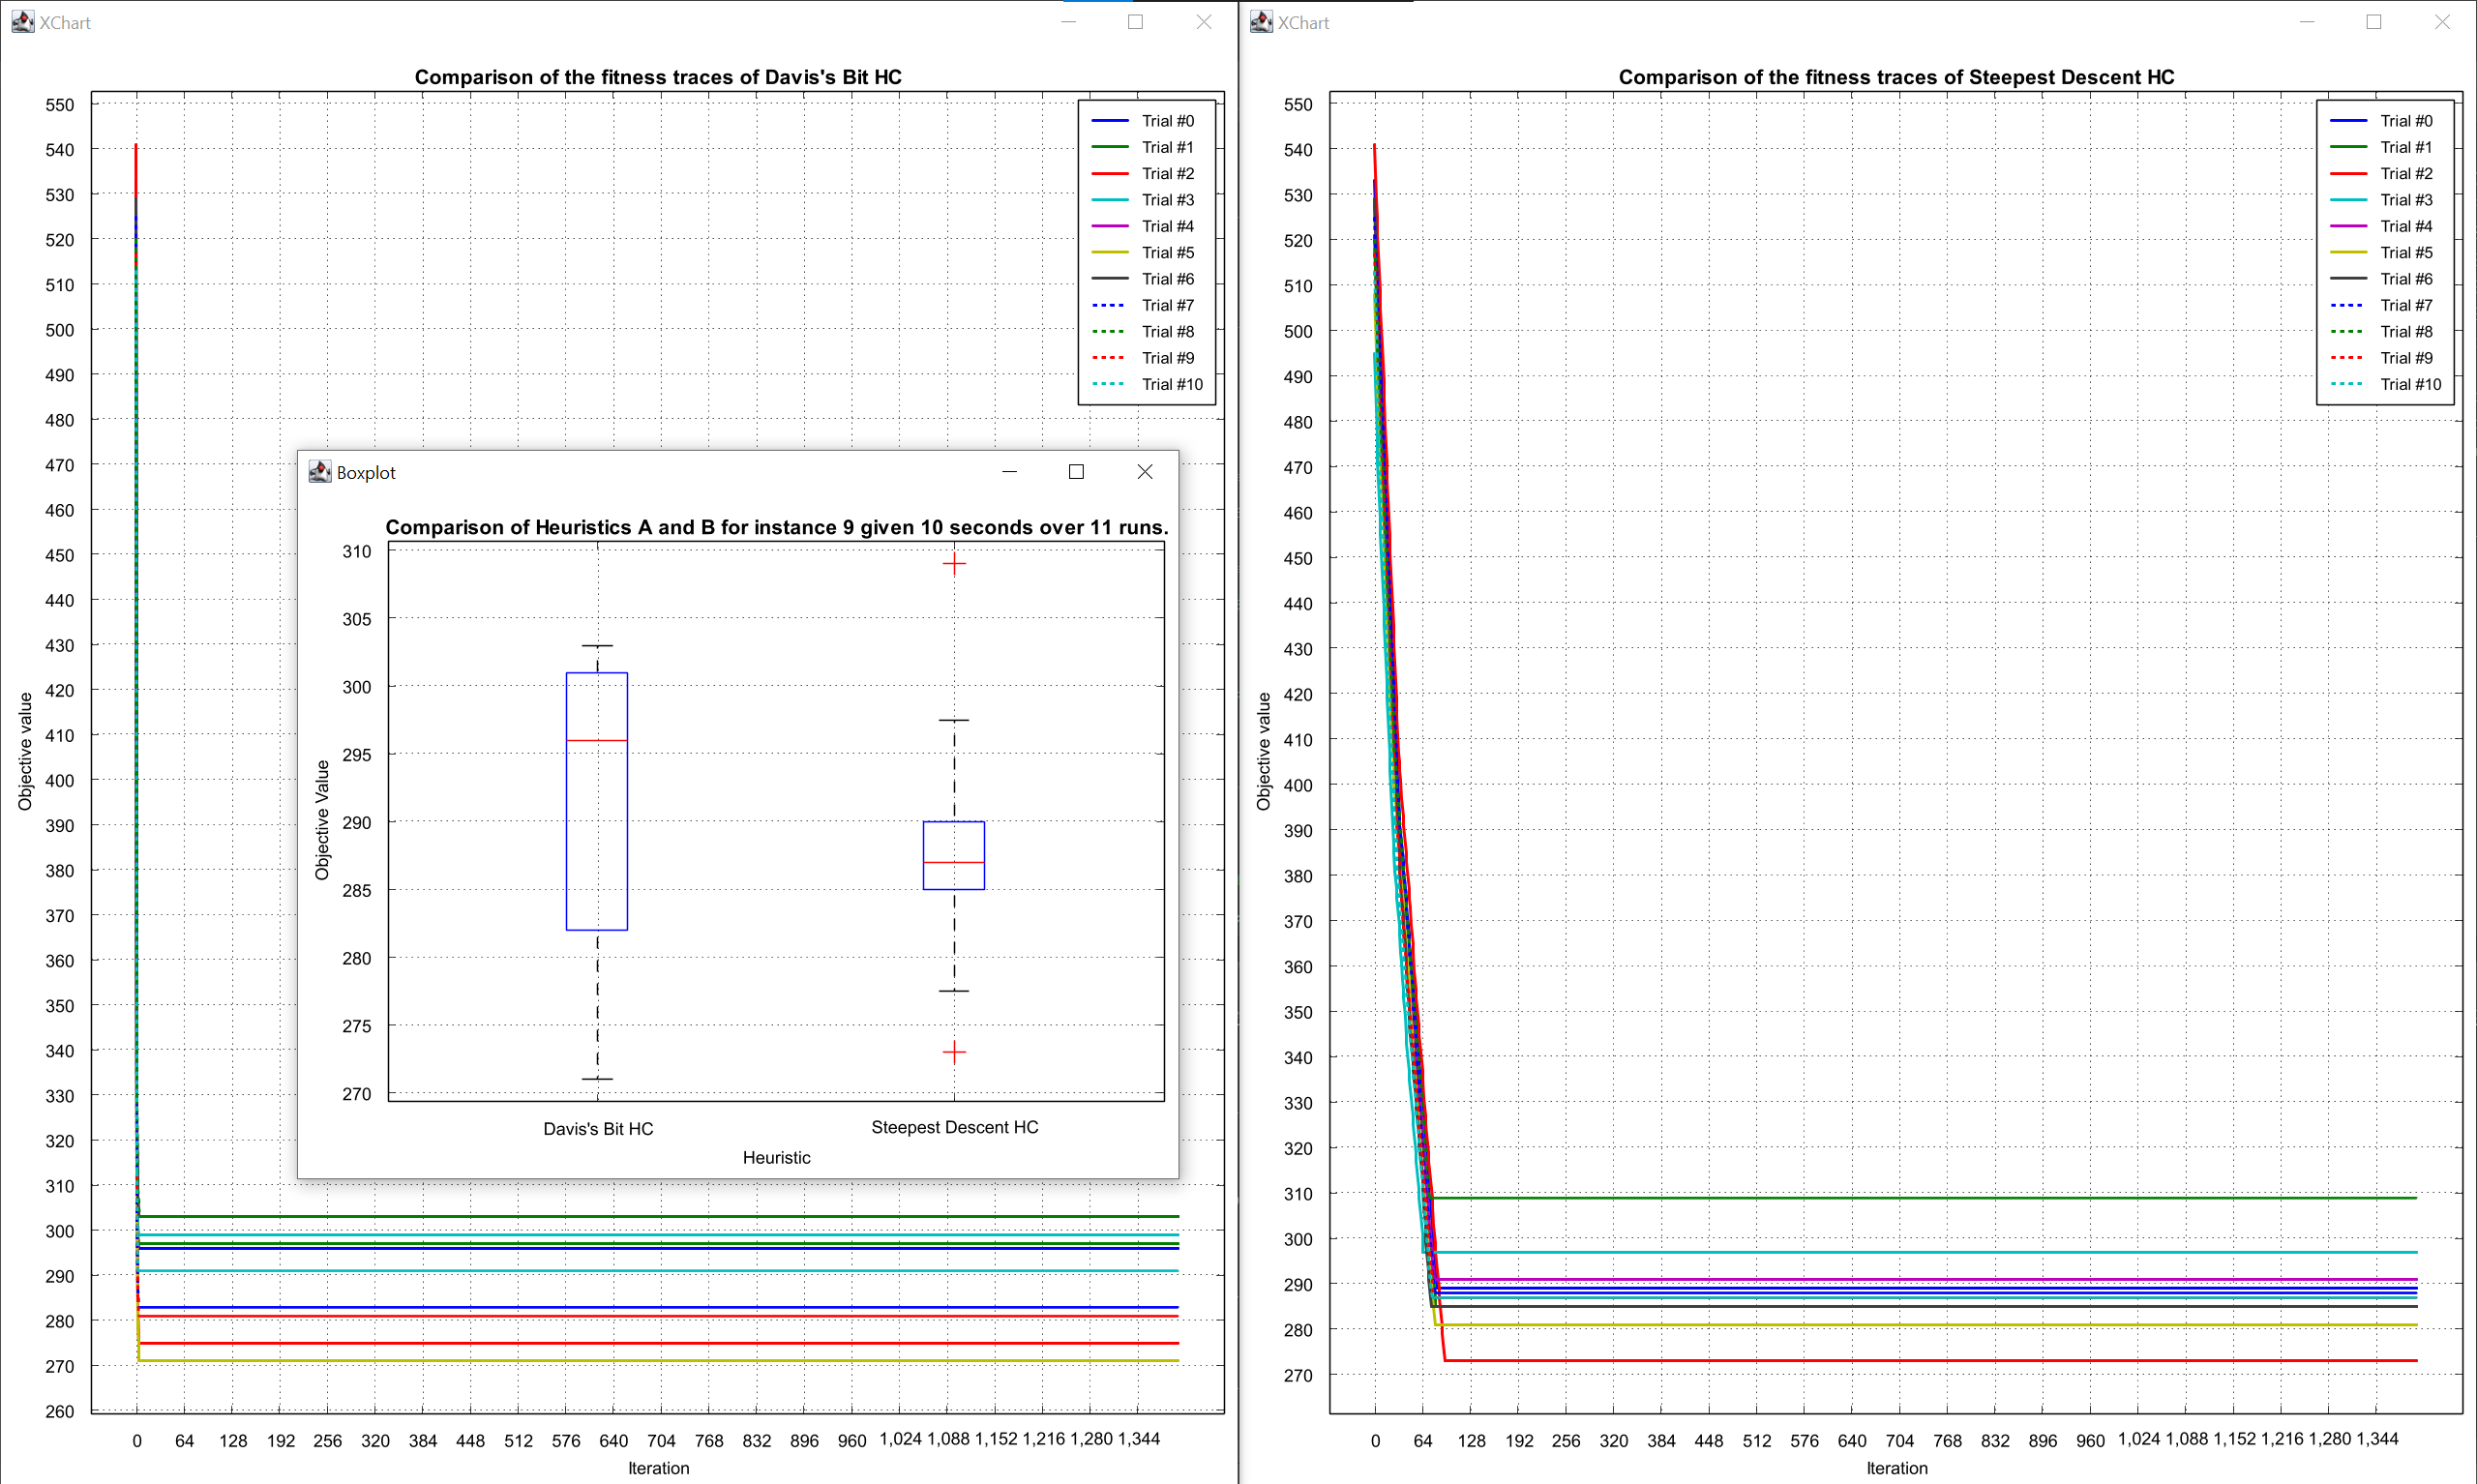 XChart
Comparison of the fitness traces of Davis's Bit HC
550
540
530
520
510
500
490
480
470
460
450
440
430
420
410
400
390
380
370
360
350
340
330
320
310
300
290
280
270
260
Objective value
0 64 128 192 256 320 384 448 512 576 640 704 768 832 896 960 1,024 1,088 1,152 1,216 1,280 1,344
Iteration
Trial #0
Trial #1
Trial #2
Trial #3
Trial #4
Trial #5
Trial #6
Trial #7
Trial #8
Trial #9
Trial #10
Boxplot
Comparison of Heuristics A and B for instance 9 given 10 seconds over 11 runs.
310
305
300
295
290
285
280
275
270
Objective Value
Davis's Bit HC Steepest Descent HC
Heuristic
XChart
Comparison of the fitness traces of Steepest Descent HC
550
540
530
520
510
500
490
480
470
460
450
440
430
420
410
400
390
380
370
360
350
340
330
320
310
300
290
280
270
Objective value
0 64 128 192 256 320 384 448 512 576 640 704 768 832 896 960 1,024 1,088 1,152 1,216 1,280 1,344
Iteration
Trial #0
Trial #1
Trial #2
Trial #3
Trial #4
Trial #5
Trial #6
Trial #7
Trial #8
Trial #9
Trial #10